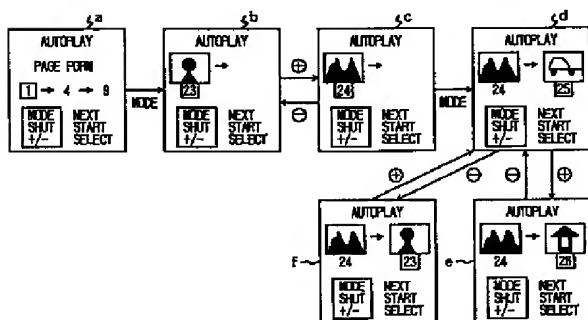 a
b
c
d
AUTOPLAY
PAGE FORM
1 → 4 → 9
MODE NEXT
SHUT START
+/- SELECT
MODE
AUTOPLAY
→
23
MODE NEXT
SHUT START
+/- SELECT
⊕
⊖
AUTOPLAY
→
24
MODE NEXT
SHUT START
+/- SELECT
MODE
AUTOPLAY
→
24 25
MODE NEXT
SHUT START
+/- SELECT
⊕ ⊖ ⊖ ⊕
f
AUTOPLAY
→
24 23
MODE NEXT
SHUT START
+/- SELECT
e
AUTOPLAY
→
24 26
MODE NEXT
SHUT START
+/- SELECT